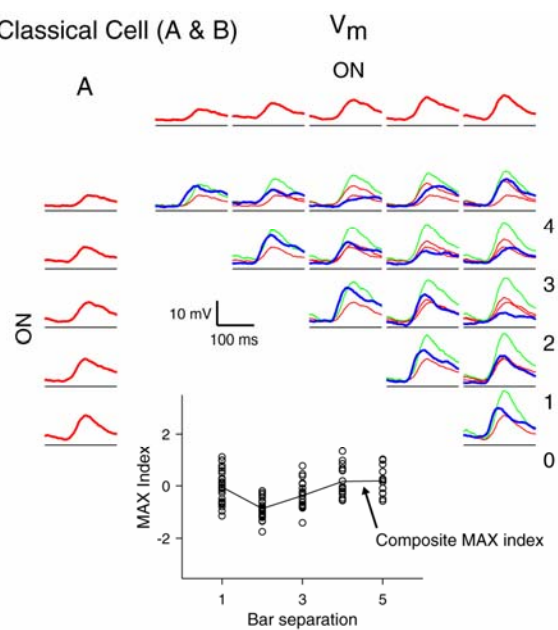 Classical Cell (A & B)
Vm
ON
A
4
3
2
1
0
ON
10 mV
100 ms
MAX Index
2
0
-2
Composite MAX index
1
3
5
Bar separation